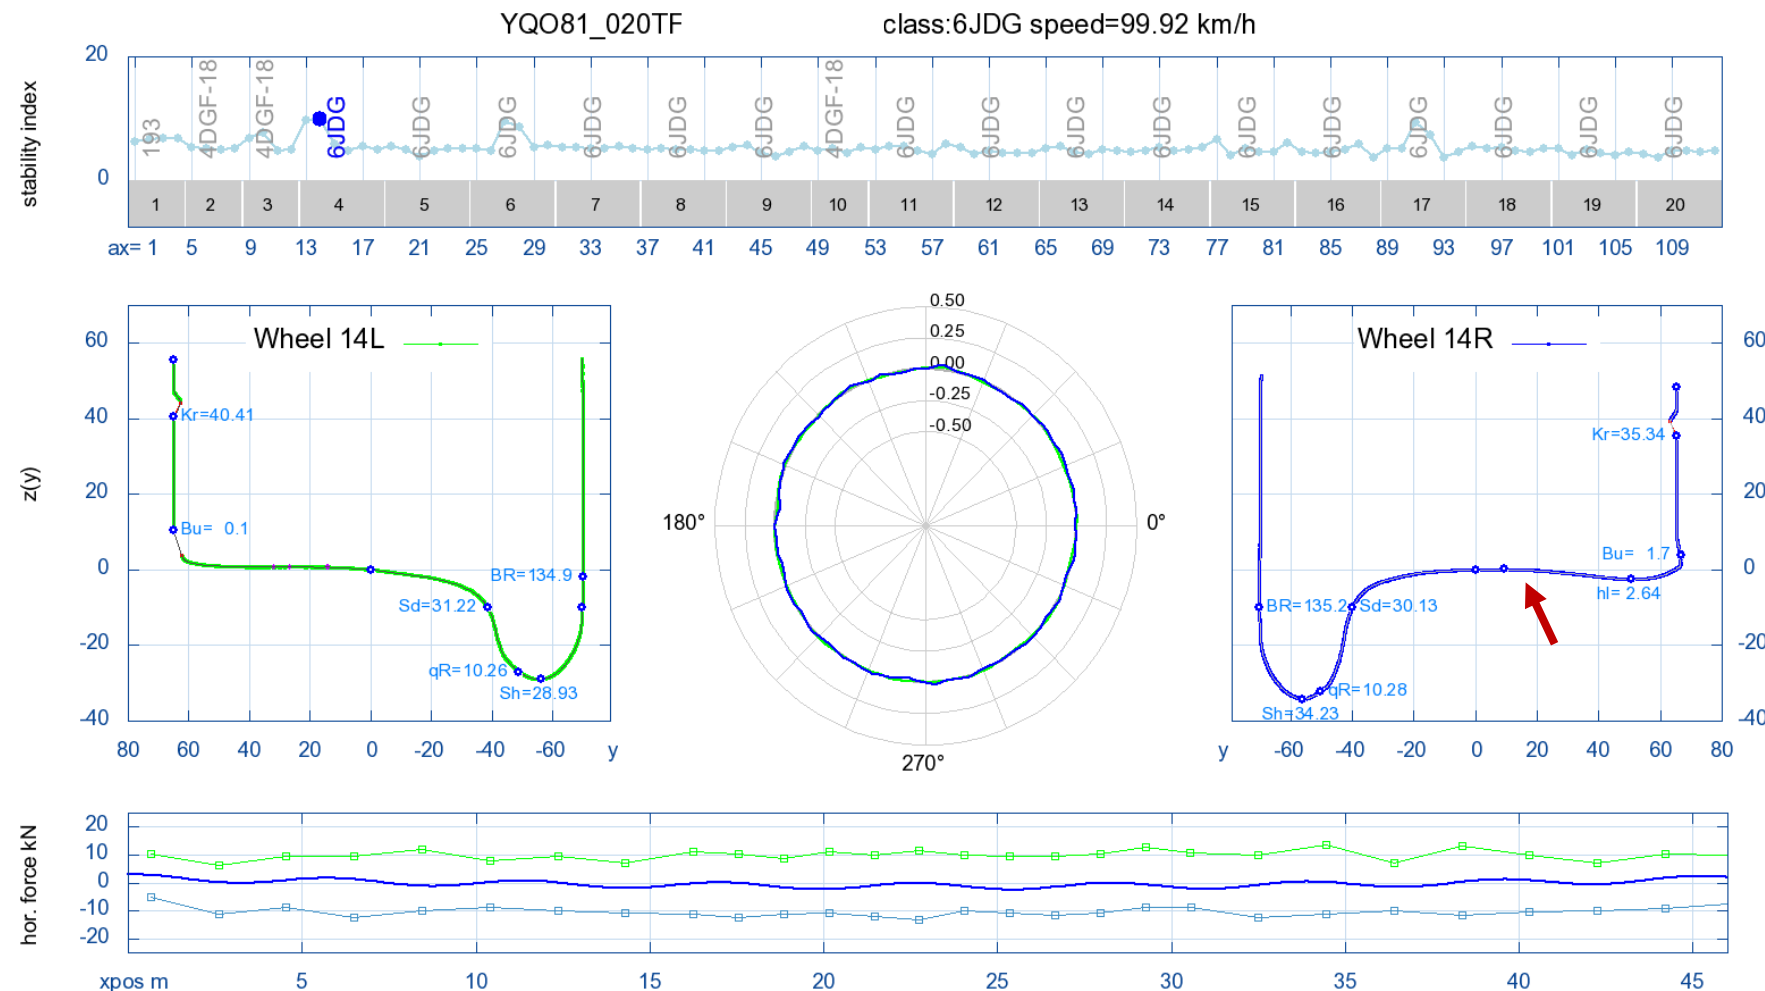 YQO81_020TF class:6JDG speed=99.92 km/h
stability index
20
0
193 4DGF-18 4DGF-18 6JDG 6JDG 6JDG 6JDG 6JDG 6JDG 4DGF-18 6JDG 6JDG 6JDG 6JDG 6JDG 6JDG 6JDG 6JDG 6JDG 6JDG
1 2 3 4 5 6 7 8 9 10 11 12 13 14 15 16 17 18 19 20
ax= 1 5 9 13 17 21 25 29 33 37 41 45 49 53 57 61 65 69 73 77 81 85 89 93 97 101 105 109
z(y)
60
40
20
0
-20
-40
Wheel 14L
Kr=40.41
Bu= 0.1
BR=134.9
Sd=31.22
qR=10.26
Sh=28.93
80 60 40 20 0 -20 -40 -60 y
0.50
0.25
0.00
-0.25
-0.50
180° 0°
270°
Wheel 14R
Kr=35.34
Bu= 1.7
hl= 2.64
BR=135.2 Sd=30.13
qR=10.28
Sh=34.23
60
40
20
0
-20
-40
y -60 -40 -20 0 20 40 60 80
hor. force kN
20
10
0
-10
-20
xpos m 5 10 15 20 25 30 35 40 45